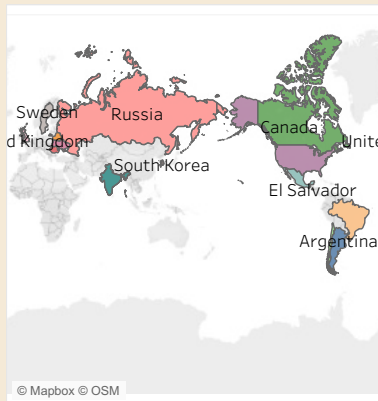 Sweden
Russia
d Kingdom
Canada
Unite
South Korea
El Salvador
Argentina
© Mapbox © OSM